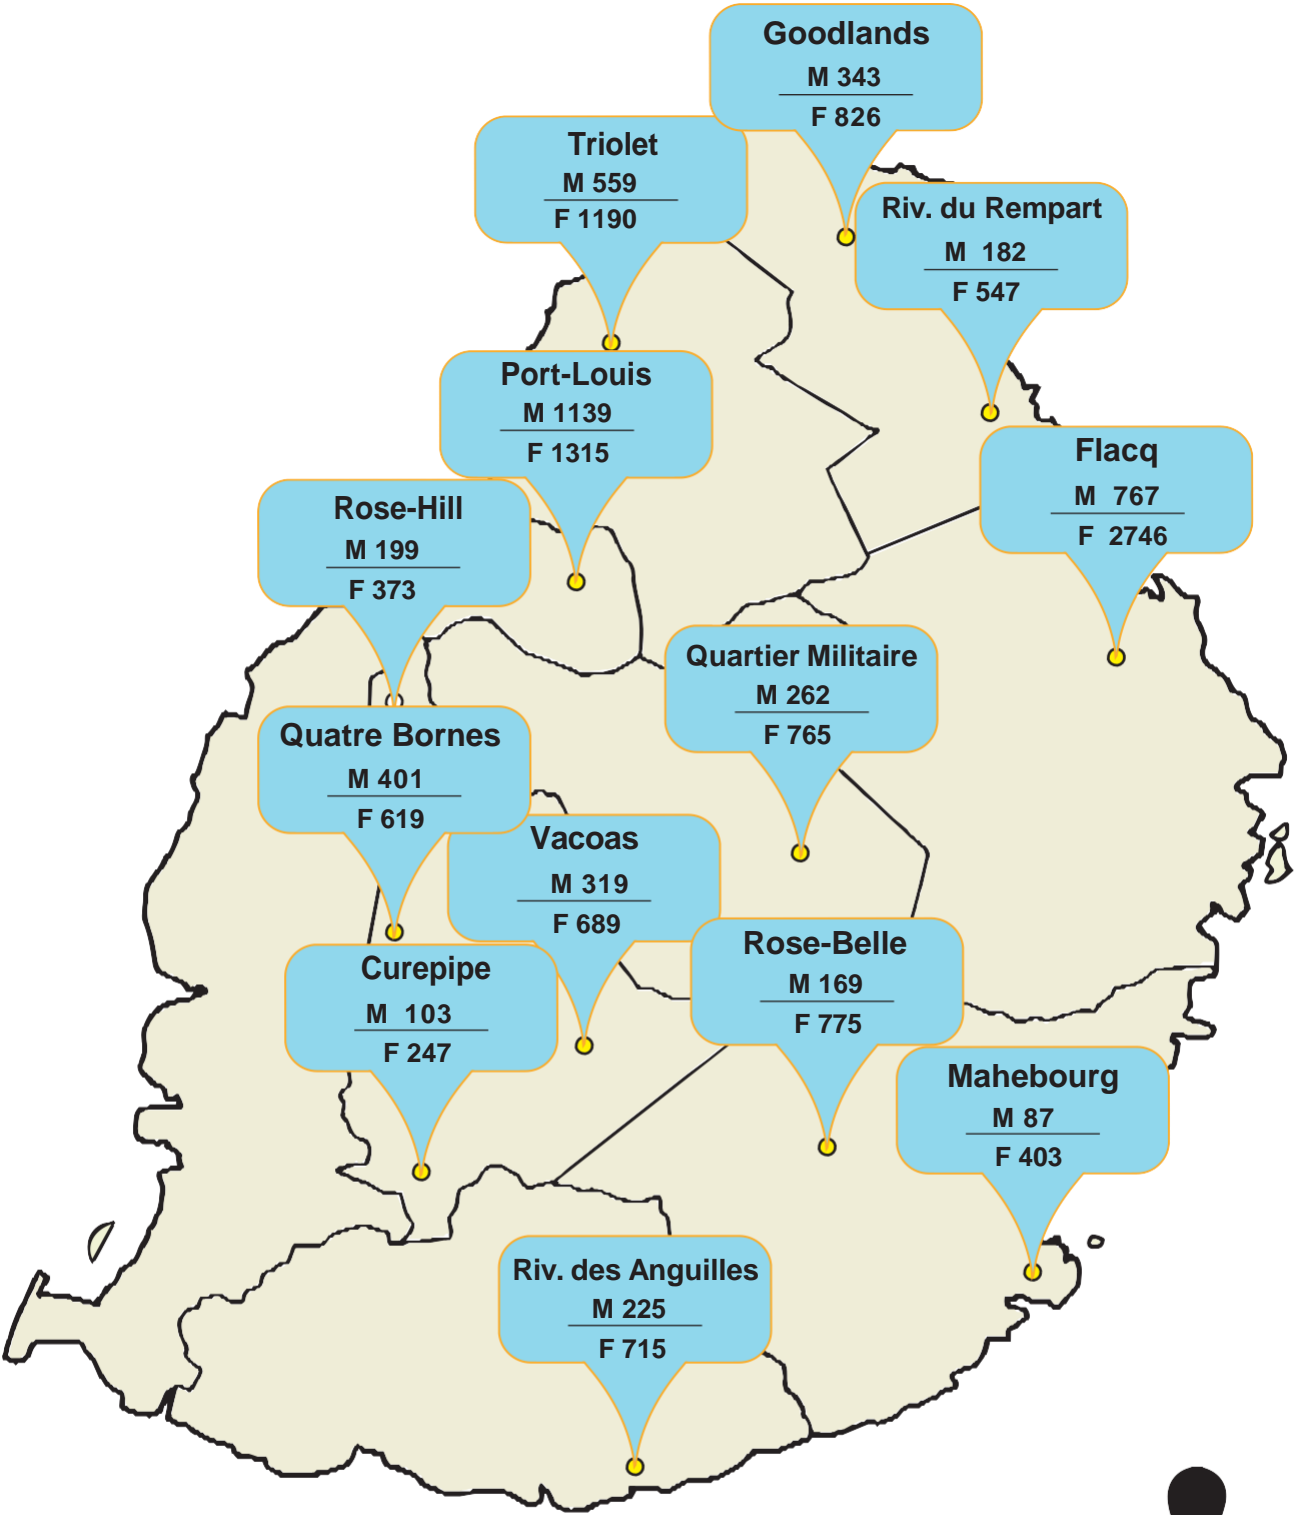 Goodlands
M 343
F 826
Triolet
M 559
F 1190
Riv. du Rempart
M 182
F 547
Port-Louis
M 1139
F 1315
Flacq
M 767
F 2746
Rose-Hill
M 199
F 373
Quartier Militaire
M 262
F 765
Quatre Bornes
M 401
F 619
Vacoas
M 319
F 689
Rose-Belle
M 169
F 775
Curepipe
M 103
F 247
Mahebourg
M 87
F 403
Riv. des Anguilles
M 225
F 715